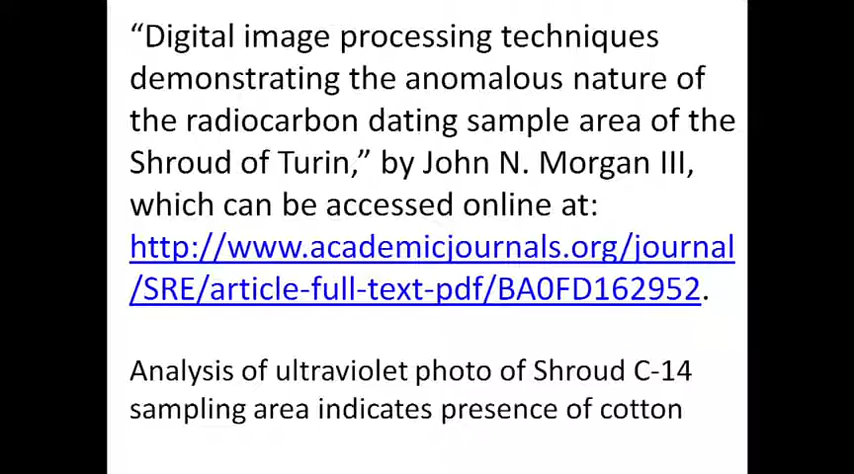 “Digital image processing techniques
demonstrating the anomalous nature of
the radiocarbon dating sample area of the
Shroud of Turin,” by John N. Morgan III,
which can be accessed online at:
http://www.academicjournals.org/journal
/SRE/article-full-text-pdf/BA0FD162952.
Analysis of ultraviolet photo of Shroud C-14
sampling area indicates presence of cotton